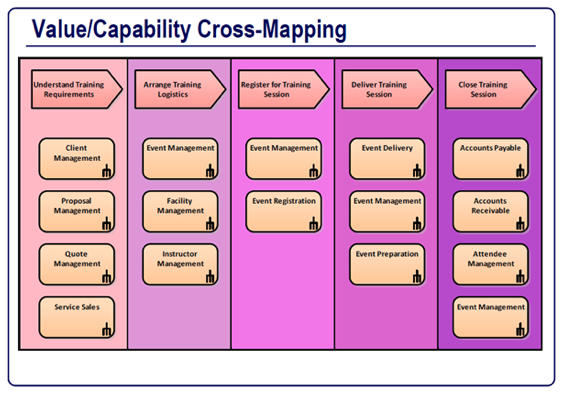 Value/Capability Cross-Mapping
Understand Training
Requirements
Arrange Training
Logistics
Register for Training
Session
Deliver Training
Session
Close Training
Session
Client
Management
Event Management
Event Management
Event Delivery
Accounts Payable
Proposal
Management
Facility
Management
Event Registration
Event Management
Accounts
Receivable
Quote
Management
Instructor
Management
Event Preparation
Attendee
Management
Service Sales
Event Management